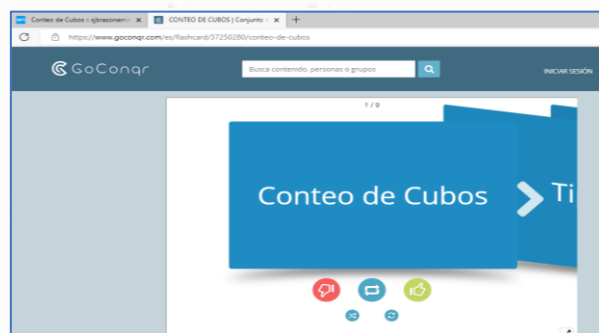 Conteo de Cubos : sjbrazonami
CONTEO DE CUBOS | Conjunto d
https://www.goconqr.com/es/flashcard/37250280/conteo-de-cubos
GoConqr
Busca contenido, personas o grupos
INICIAR SESIÓN
1 / 9
Conteo de Cubos
Ti